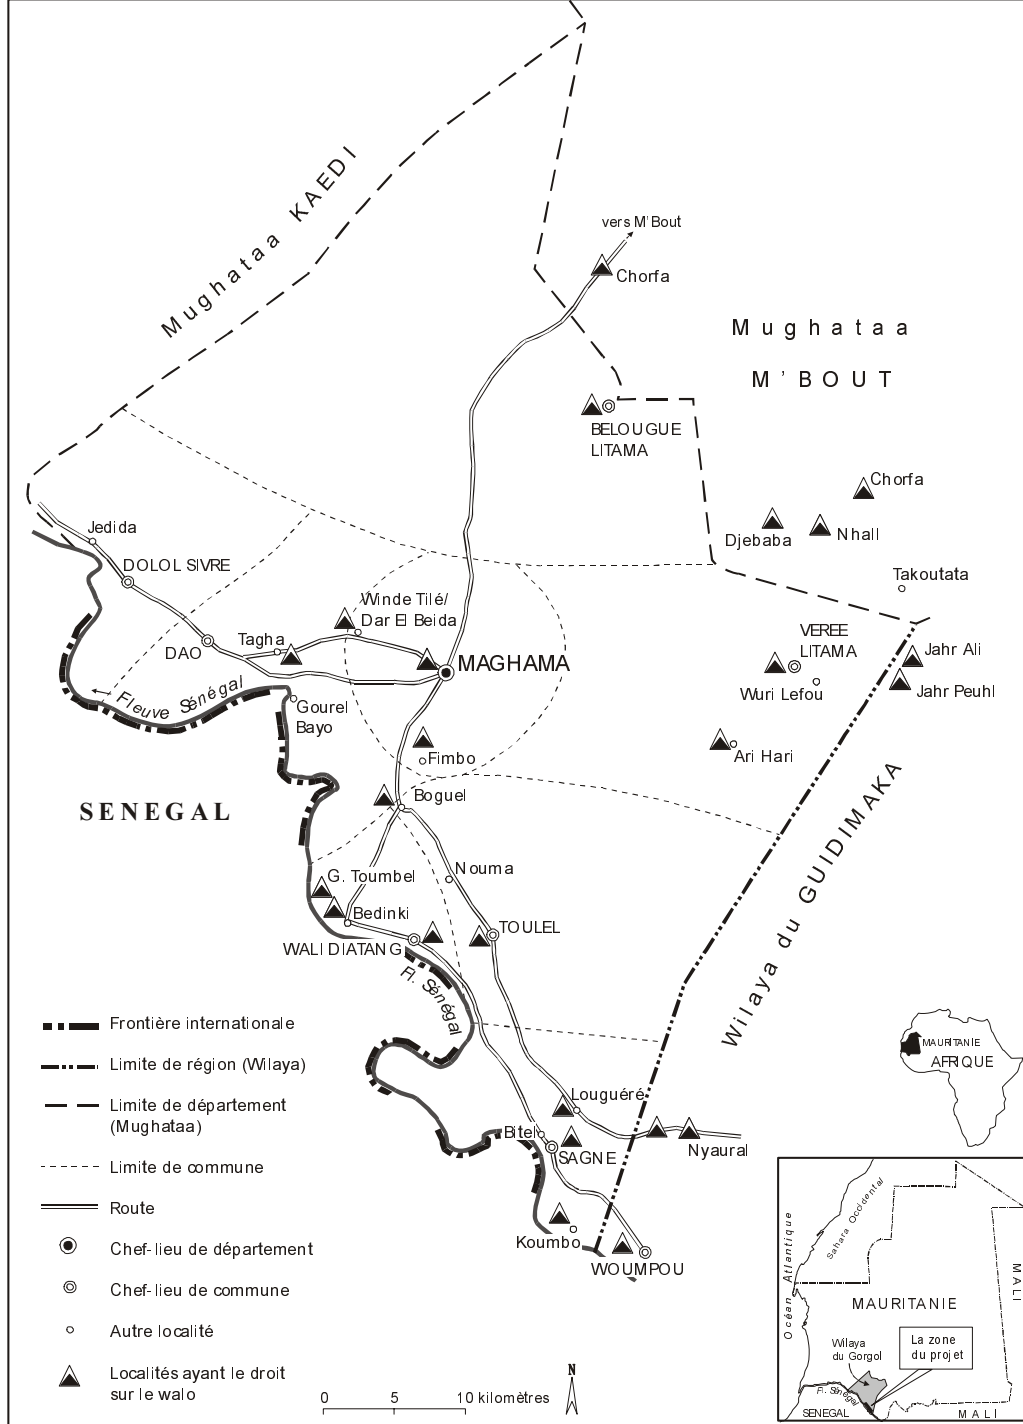 Mughataa KAEDI
vers M'Bout
Chorfa
Mughataa
M'BOUT
BELOUGUE
LITAMA
Chorfa
Djebaba
Nhall
Jedida
DOLOL SIVRE
Takoutata
Winde Tilé/
Dar El Beida
Tagha
DAO
MAGHAMA
VEREE
LITAMA
Jahr Ali
Wuri Lefou
Jahr Peuhl
Fleuve Sénégal
Gourel
Bayo
Ari Hari
Fimbo
SENEGAL
Boguel
Wilaya du GUIDIMAKA
G. Toumbel
Nouma
Bedinki
TOULEL
WALI DIATANG
Fl. Sénégal
Louguéré
Bitel
SAGNE
Nyaural
Koumbo
WOUMPOU
Frontière internationale
Limite de région (Wilaya)
Limite de département
(Mughataa)
Limite de commune
Route
Chef-lieu de département
Chef-lieu de commune
Autre localité
Localités ayant le droit
sur le walo
0 5 10 kilomètres
N
MAURITANIE
AFRIQUE
Océan Atlantique
Sahara Occidental
MALI
MAURITANIE
Wilaya
du Gorgol
La zone
du projet
Fl. Sénégal
SENEGAL
MALI